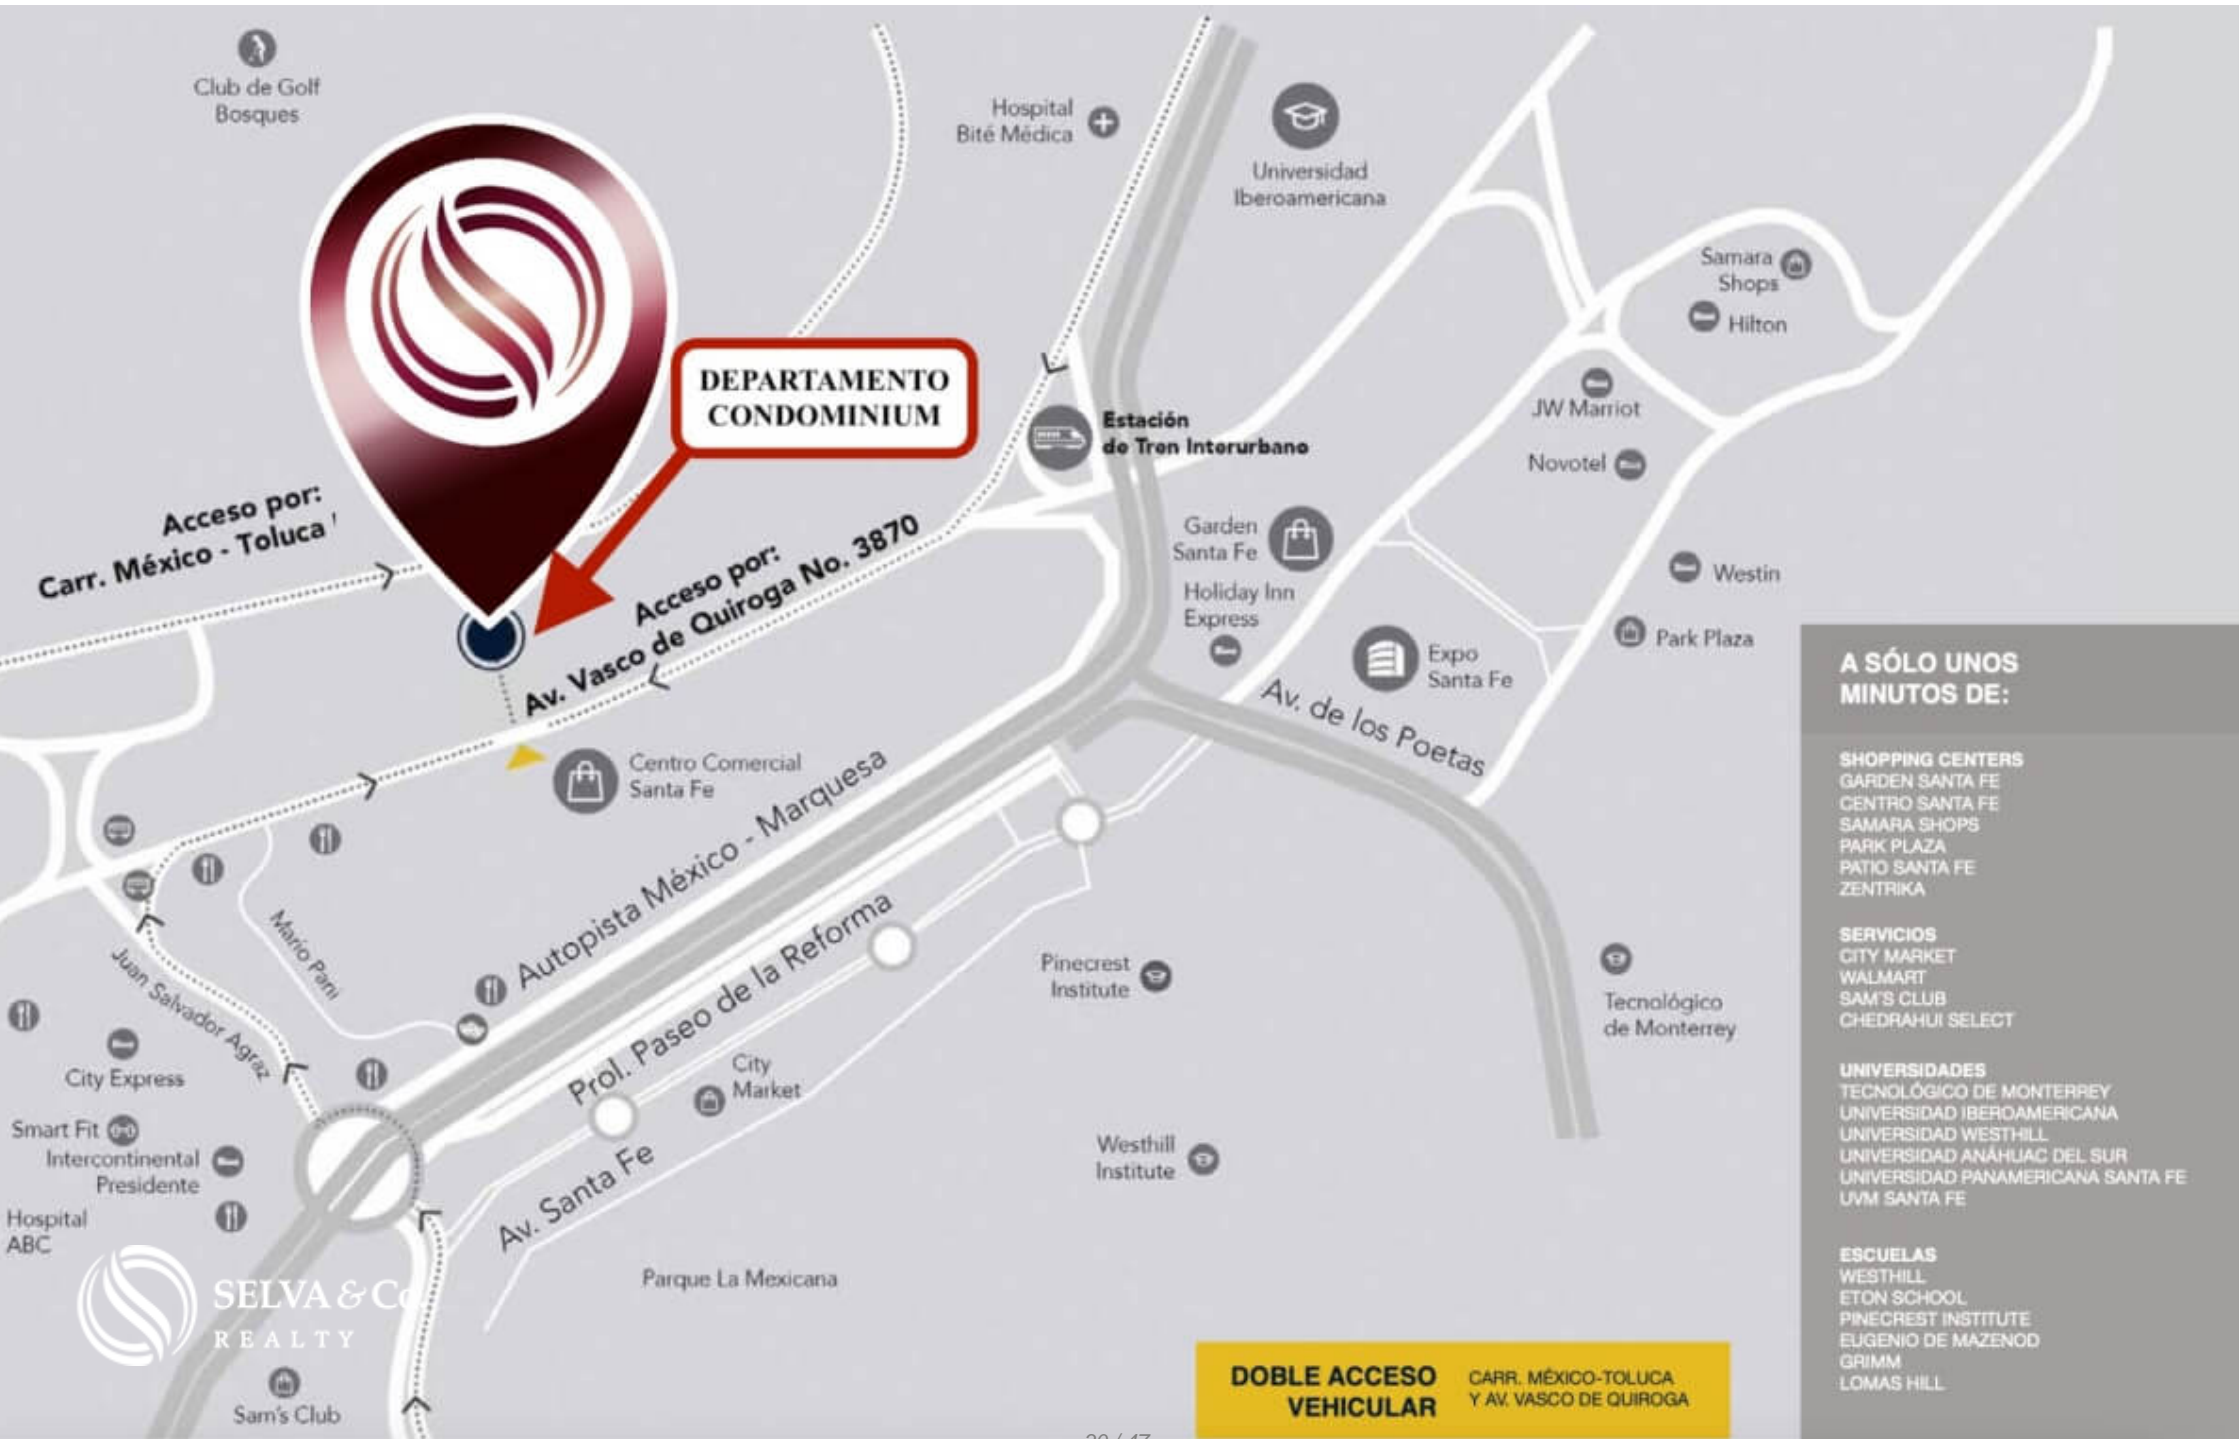 Club de Golf
Bosques
Hospital
Bité Médica
Universidad
Iberoamericana
Samara
Shops
Hilton
DEPARTAMENTO
CONDOMINIUM
JW Marriot
Novotel
Estación
de Tren Interurbano
Acceso por:
Carr. México - Toluca
Acceso por:
Av. Vasco de Quiroga No. 3870
Garden
Santa Fe
Holiday Inn
Express
Westin
Park Plaza
Expo
Santa Fe
Av. de los Poetas
Centro Comercial
Santa Fe
Autopista México - Marquesa
Prol. Paseo de la Reforma
Mario Pani
Juan Salvador Agraz
City Express
Smart Fit
Intercontinental
Presidente
Hospital
ABC
City
Market
Av. Santa Fe
Pinecrest
Institute
Tecnológico
de Monterrey
Westhill
Institute
Parque La Mexicana
SELVA & Co.
REALTY
Sam's Club
DOBLE ACCESO
VEHICULAR
CARR. MÉXICO-TOLUCA
Y AV. VASCO DE QUIROGA
A SÓLO UNOS
MINUTOS DE:
SHOPPING CENTERS
GARDEN SANTA FE
CENTRO SANTA FE
SAMARA SHOPS
PARK PLAZA
PATIO SANTA FE
ZENTRIKA
SERVICIOS
CITY MARKET
WALMART
SAM'S CLUB
CHEDRAHUI SELECT
UNIVERSIDADES
TECNOLÓGICO DE MONTERREY
UNIVERSIDAD IBEROAMERICANA
UNIVERSIDAD WESTHILL
UNIVERSIDAD ANÁHUAC DEL SUR
UNIVERSIDAD PANAMERICANA SANTA FE
UVM SANTA FE
ESCUELAS
WESTHILL
ETON SCHOOL
PINECREST INSTITUTE
EUGENIO DE MAZENOD
GRIMM
LOMAS HILL